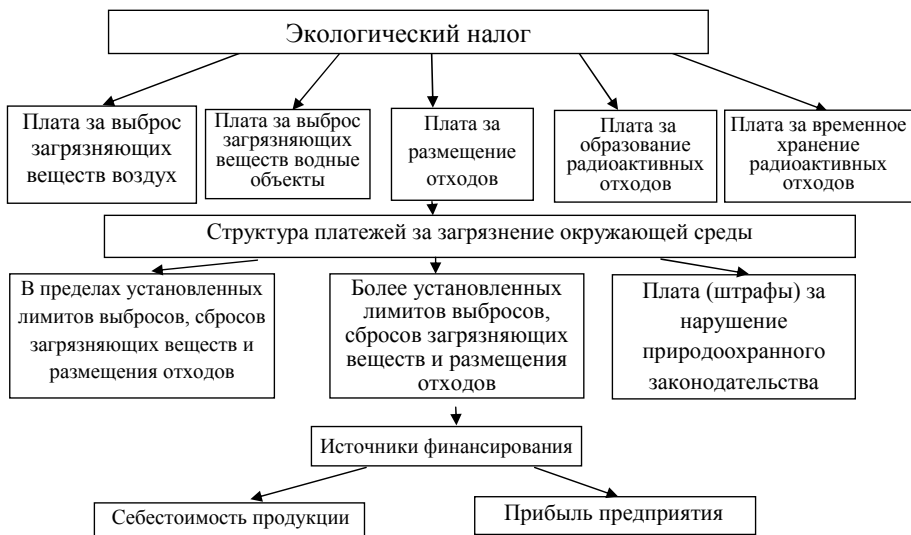 Экологический налог
Плата за выброс
загрязняющих
веществ воздух
Плата за выброс
загрязняющих
веществ водные
объекты
Плата за
размещение
отходов
Плата за
образование
радиоактивных
отходов
Плата за временное
хранение
радиоактивных
отходов
Структура платежей за загрязнение окружающей среды
В пределах установленных
лимитов выбросов, сбросов
загрязняющих веществ и
размещения отходов
Более установленных
лимитов выбросов,
сбросов загрязняющих
веществ и размещения
отходов
Плата (штрафы) за
нарушение
природоохранного
законодательства
Источники финансирования
Себестоимость продукции
Прибыль предприятия